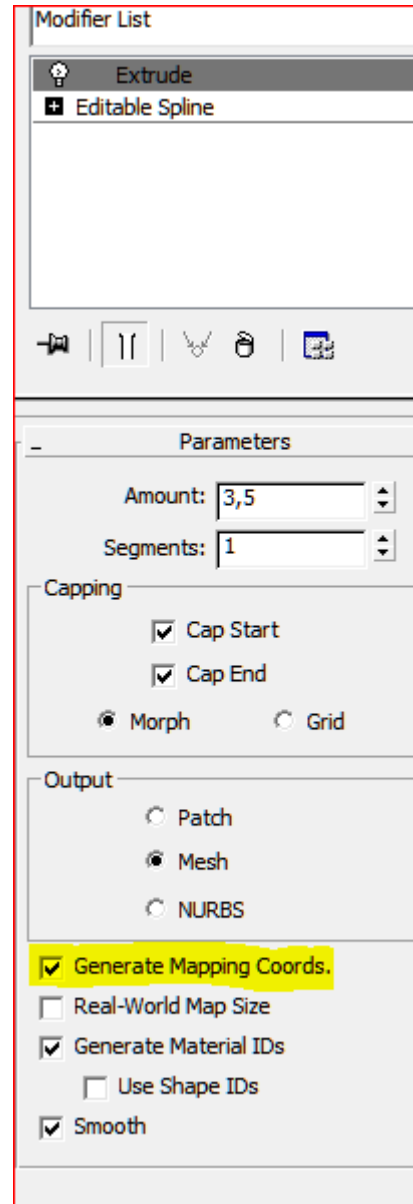 Modifier List
Extrude
Editable Spline
Parameters
Amount: 3,5
Segments: 1
Capping
Cap Start
Cap End
Morph Grid
Output
Patch
Mesh
NURBS
Generate Mapping Coords.
Real-World Map Size
Generate Material IDs
Use Shape IDs
Smooth